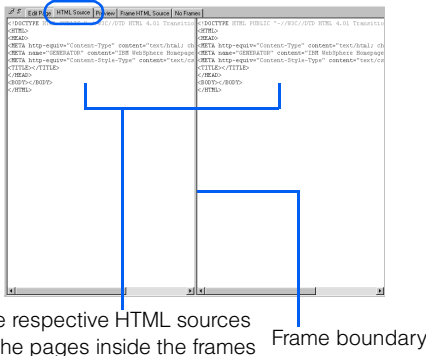 Edit Page HTML Source Preview Frame HTML Source No Frames
<!DOCTYPE HTML PUBLIC "-//W3C//DTD HTML 4.01 Transitio
<HTML>
<HEAD>
<META http-equiv="Content-Type" content="text/html; ch
<META name="GENERATOR" content="IBM WebSphere Homepage
<META http-equiv="Content-Style-Type" content="text/cs
<TITLE></TITLE>
</HEAD>
<BODY></BODY>
</HTML>
<!DOCTYPE HTML PUBLIC "-//W3C//DTD HTML 4.01 Transitio
<HTML>
<HEAD>
<META http-equiv="Content-Type" content="text/html; ch
<META name="GENERATOR" content="IBM WebSphere Homepage
<META http-equiv="Content-Style-Type" content="text/cs
<TITLE></TITLE>
</HEAD>
<BODY></BODY>
</HTML>
e respective HTML sources
he pages inside the frames
Frame boundary